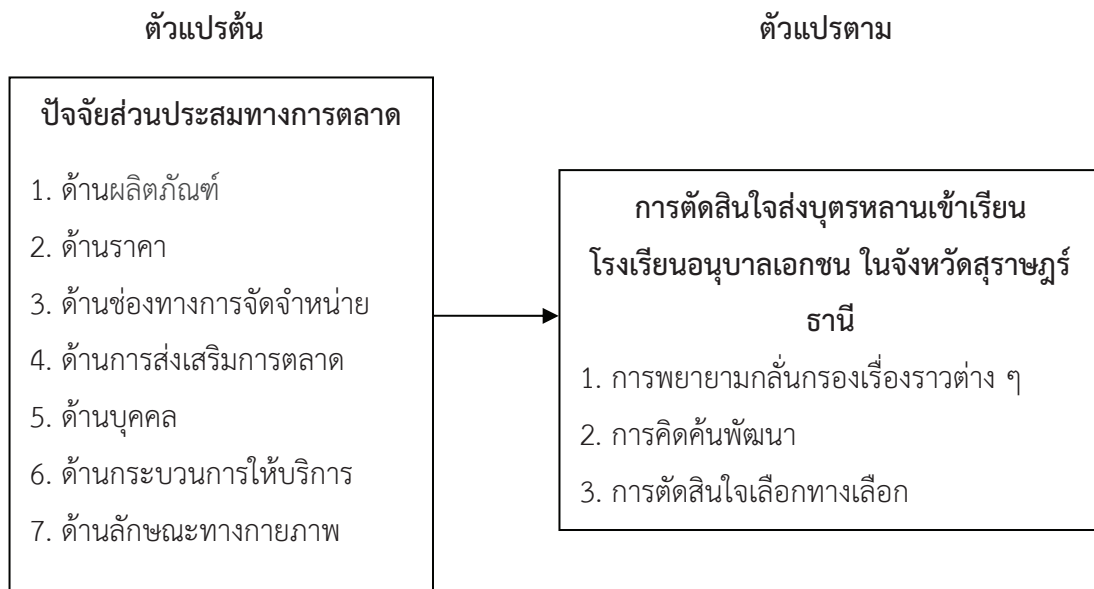 ตัวแปรต้น
ตัวแปรตาม
ปัจจัยส่วนประสมทางการตลาด
1. ด้านผลิตภัณฑ์
2. ด้านราคา
3. ด้านช่องทางการจัดจำหน่าย
4. ด้านการส่งเสริมการตลาด
5. ด้านบุคคล
6. ด้านกระบวนการให้บริการ
7. ด้านลักษณะทางกายภาพ
การตัดสินใจส่งบุตรหลานเข้าเรียน
โรงเรียนอนุบาลเอกชน ในจังหวัดสุราษฎร์
ธานี
1. การพยายามกลั่นกรองเรื่องราวต่าง ๆ
2. การคิดค้นพัฒนา
3. การตัดสินใจเลือกทางเลือก